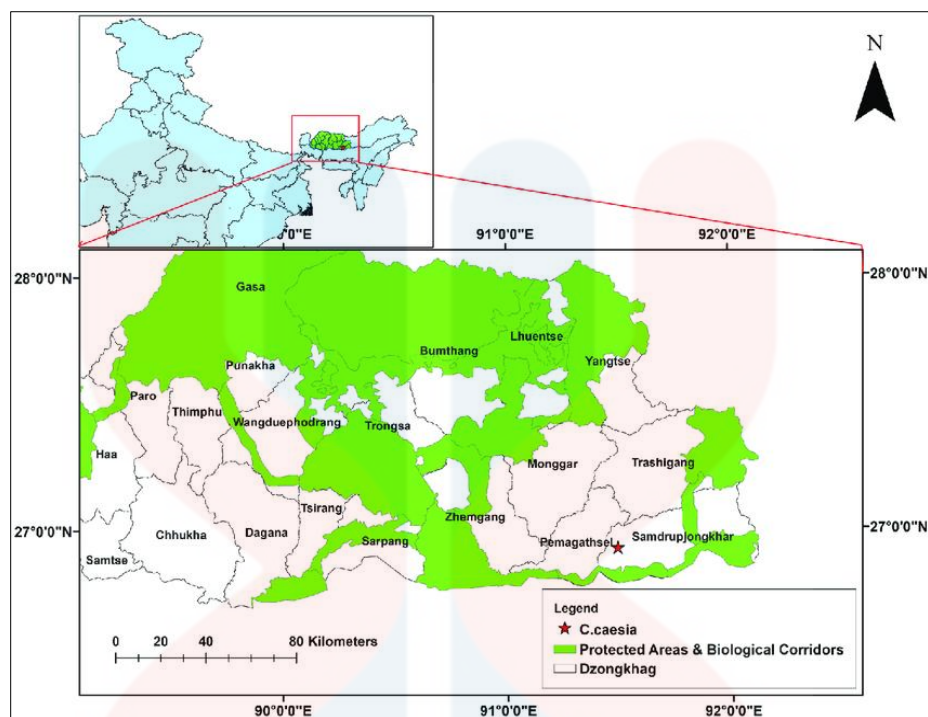 N
0°0'0"E 91°0'0"E 92°0'0"E
28°0'0"N 28°0'0"N
Gasa
Lhuentse
Bumthang
Punakha Yangtse
Paro
Thimphu
Wangduephodrang Trongsa
Haa
Monggar Trashigang
Zhemgang
Tsirang
27°0'0"N 27°0'0"N
Chhukha Dagana Sarpang Pemagathsel Samdrupjongkhar
Samtse
Legend
C.caesia
Protected Areas & Biological Corridors
Dzongkhag
0 20 40 80 Kilometers
90°0'0"E 91°0'0"E 92°0'0"E